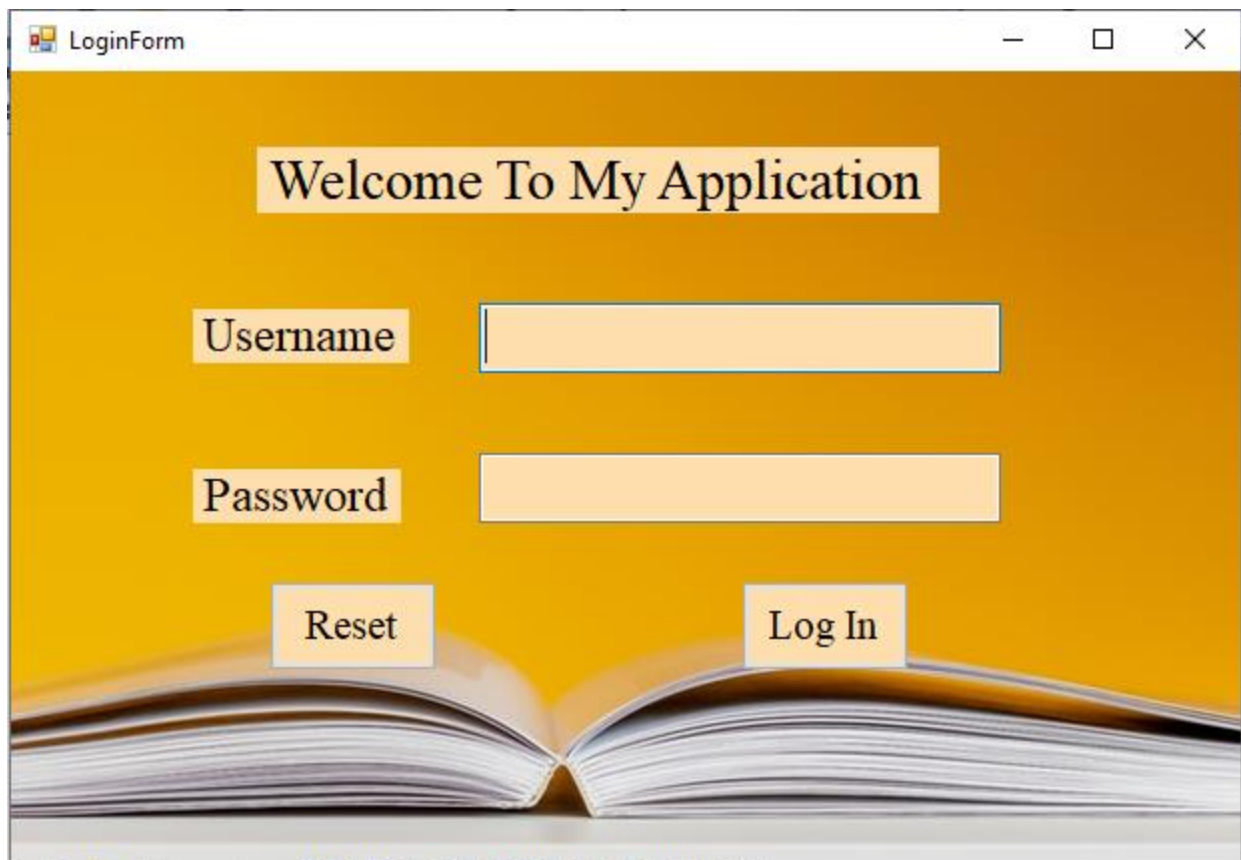 LoginForm
Welcome To My Application
Username
Password
Reset
Log In